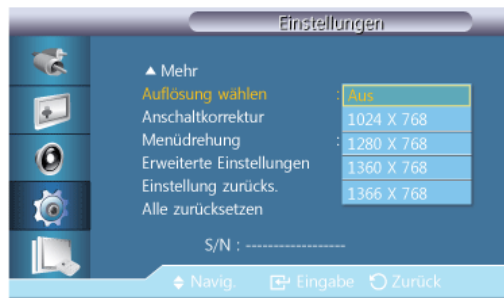 Einstellungen
▲ Mehr
Auflösung wählen : Aus
1024 X 768
Anschaltkorrektur
Menüdrehung : 1280 X 768
Erweiterte Einstellungen 1360 X 768
Einstellung zurücks. 1366 X 768
Alle zurücksetzen
S/N : ------------------
Navig. Eingabe Zurück